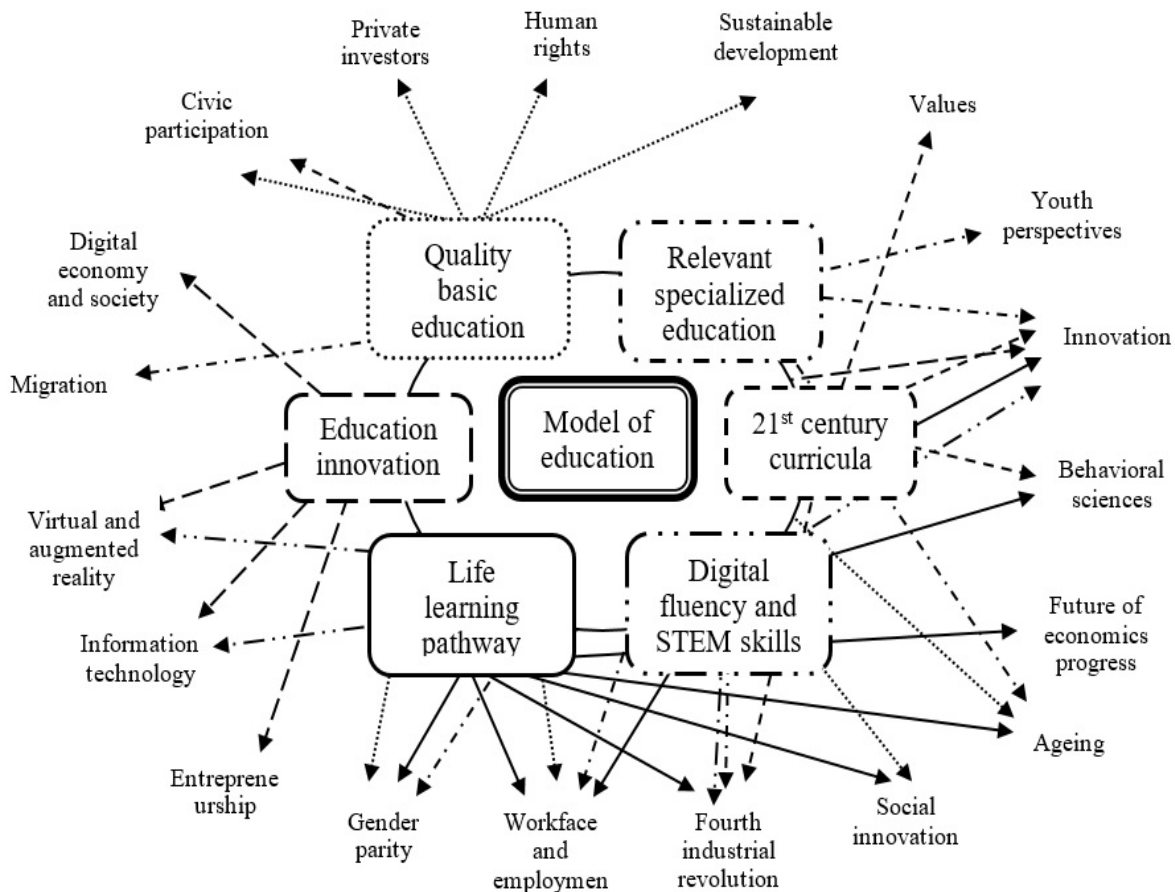 Private
investors
Human
rights
Sustainable
development
Civic
participation
Values
Youth
perspectives
Digital
economy
and society
Quality
basic
education
Relevant
specialized
education
Innovation
Migration
Education
innovation
Model of
education
21st century
curricula
Behavioral
sciences
Virtual and
augmented
reality
Life
learning
pathway
Digital
fluency and
STEM skills
Future of
economics
progress
Information
technology
Ageing
Entreprene
urship
Gender
parity
Workface
and
employmen
Fourth
industrial
revolution
Social
innovation